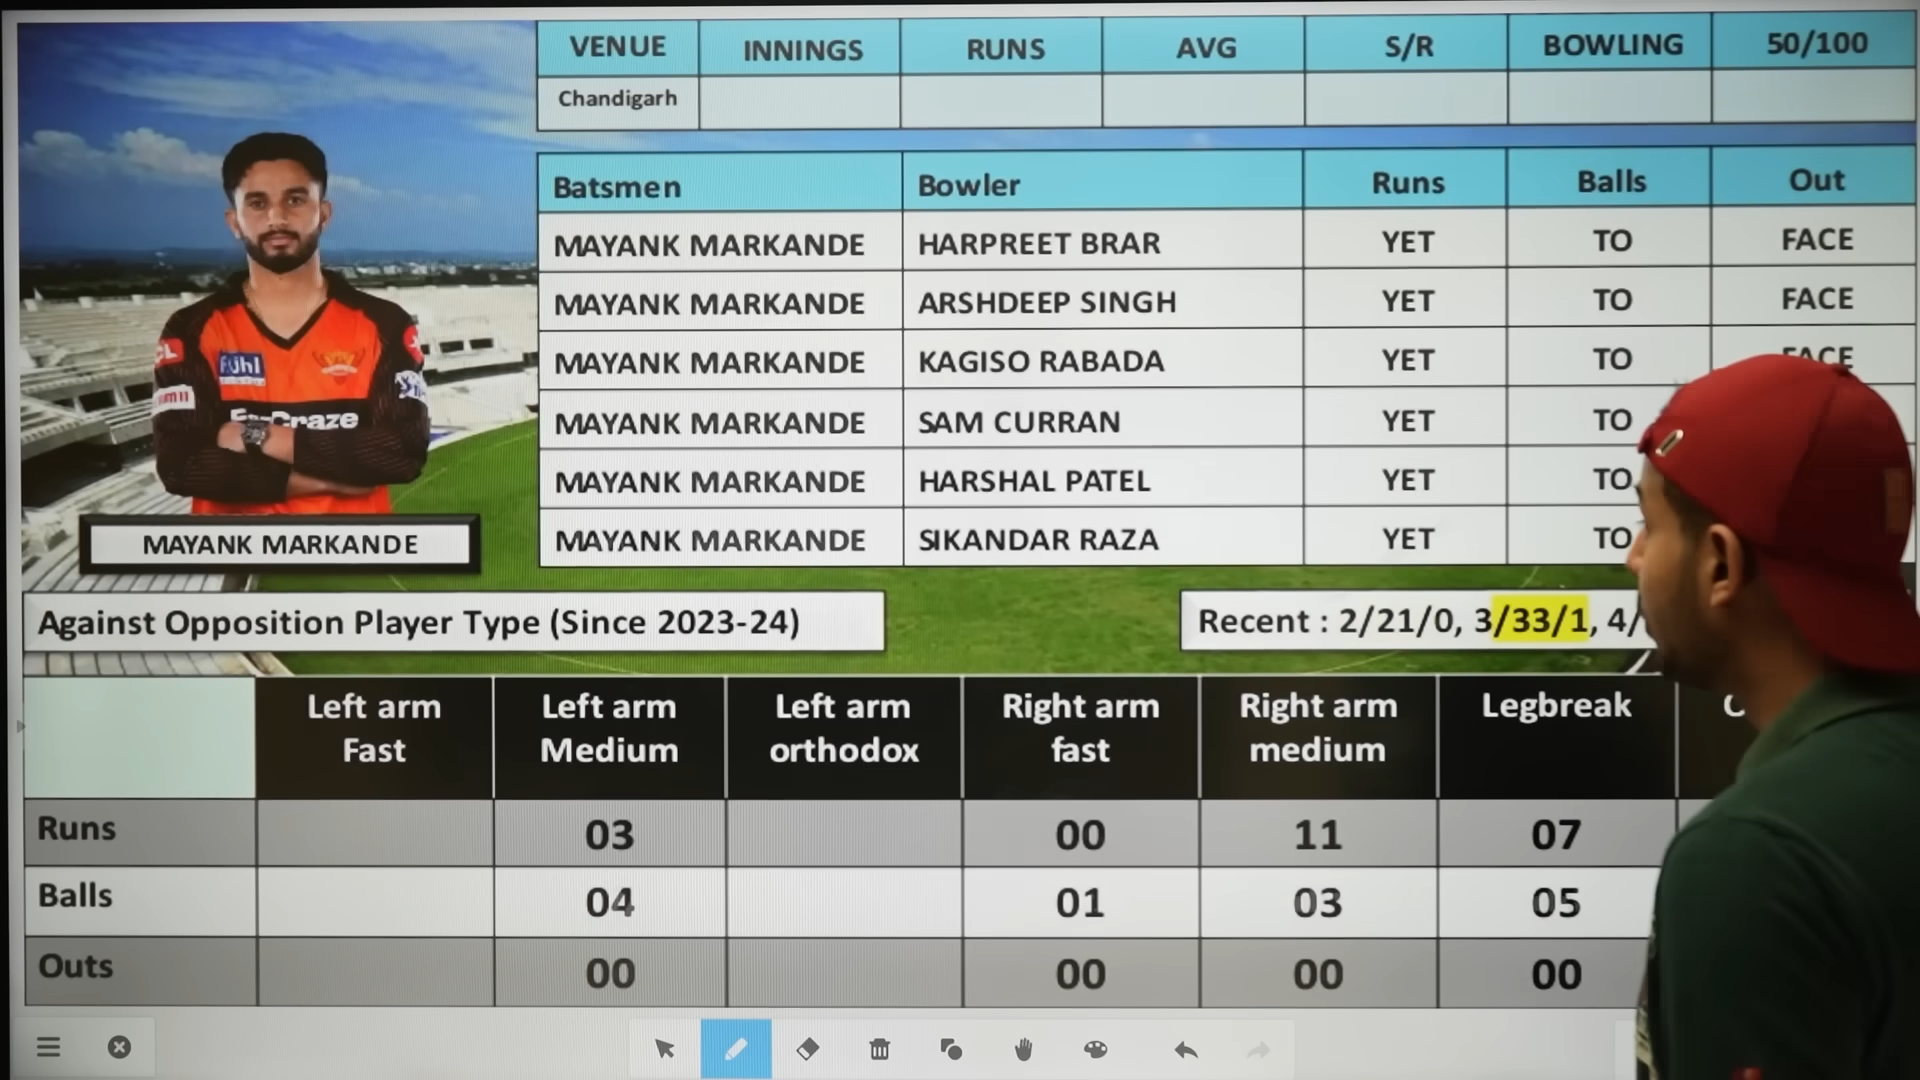 VENUE INNINGS RUNS AVG S/R BOWLING 50/100
Chandigarh
Batsmen Bowler Runs Balls Out
MAYANK MARKANDE HARPREET BRAR YET TO FACE
MAYANK MARKANDE ARSHDEEP SINGH YET TO FACE
MAYANK MARKANDE KAGISO RABADA YET TO FACE
MAYANK MARKANDE SAM CURRAN YET TO
MAYANK MARKANDE HARSHAL PATEL YET TO
MAYANK MARKANDE SIKANDAR RAZA YET TO
MAYANK MARKANDE
Against Opposition Player Type (Since 2023-24)
Recent : 2/21/0, 3/33/1, 4/
Left arm Fast Left arm Medium Left arm orthodox Right arm fast Right arm medium Legbreak
Runs 03 00 11 07
Balls 04 01 03 05
Outs 00 00 00 00